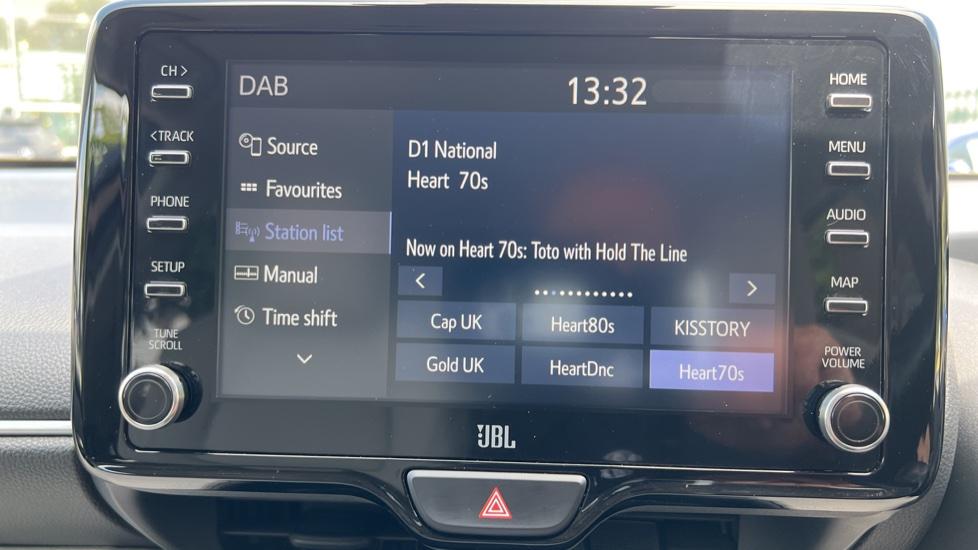 CH >
< TRACK
PHONE
SETUP
TUNE
SCROLL
DAB
13:32
Source
Favourites
Station list
Manual
Time shift
D1 National
Heart 70s
Now on Heart 70s: Toto with Hold The Line
<
>
Cap UK
Heart80s
KISSTORY
Gold UK
HeartDnc
Heart70s
HOME
MENU
AUDIO
MAP
POWER
VOLUME
JBL